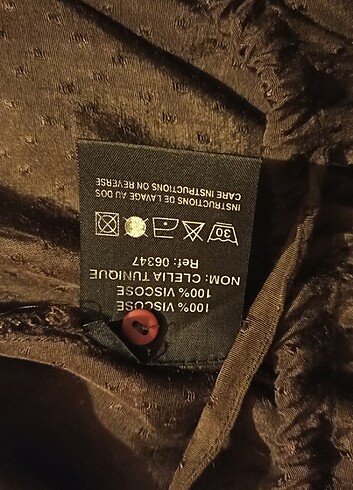 100% VISCOSE
100% VISCOSE
NOM: CLELIA TUNIQUE
Ref: 06347
30
INSTRUCTIONS DE LAVAGE AU DOS
CARE INSTRUCTIONS ON REVERSE